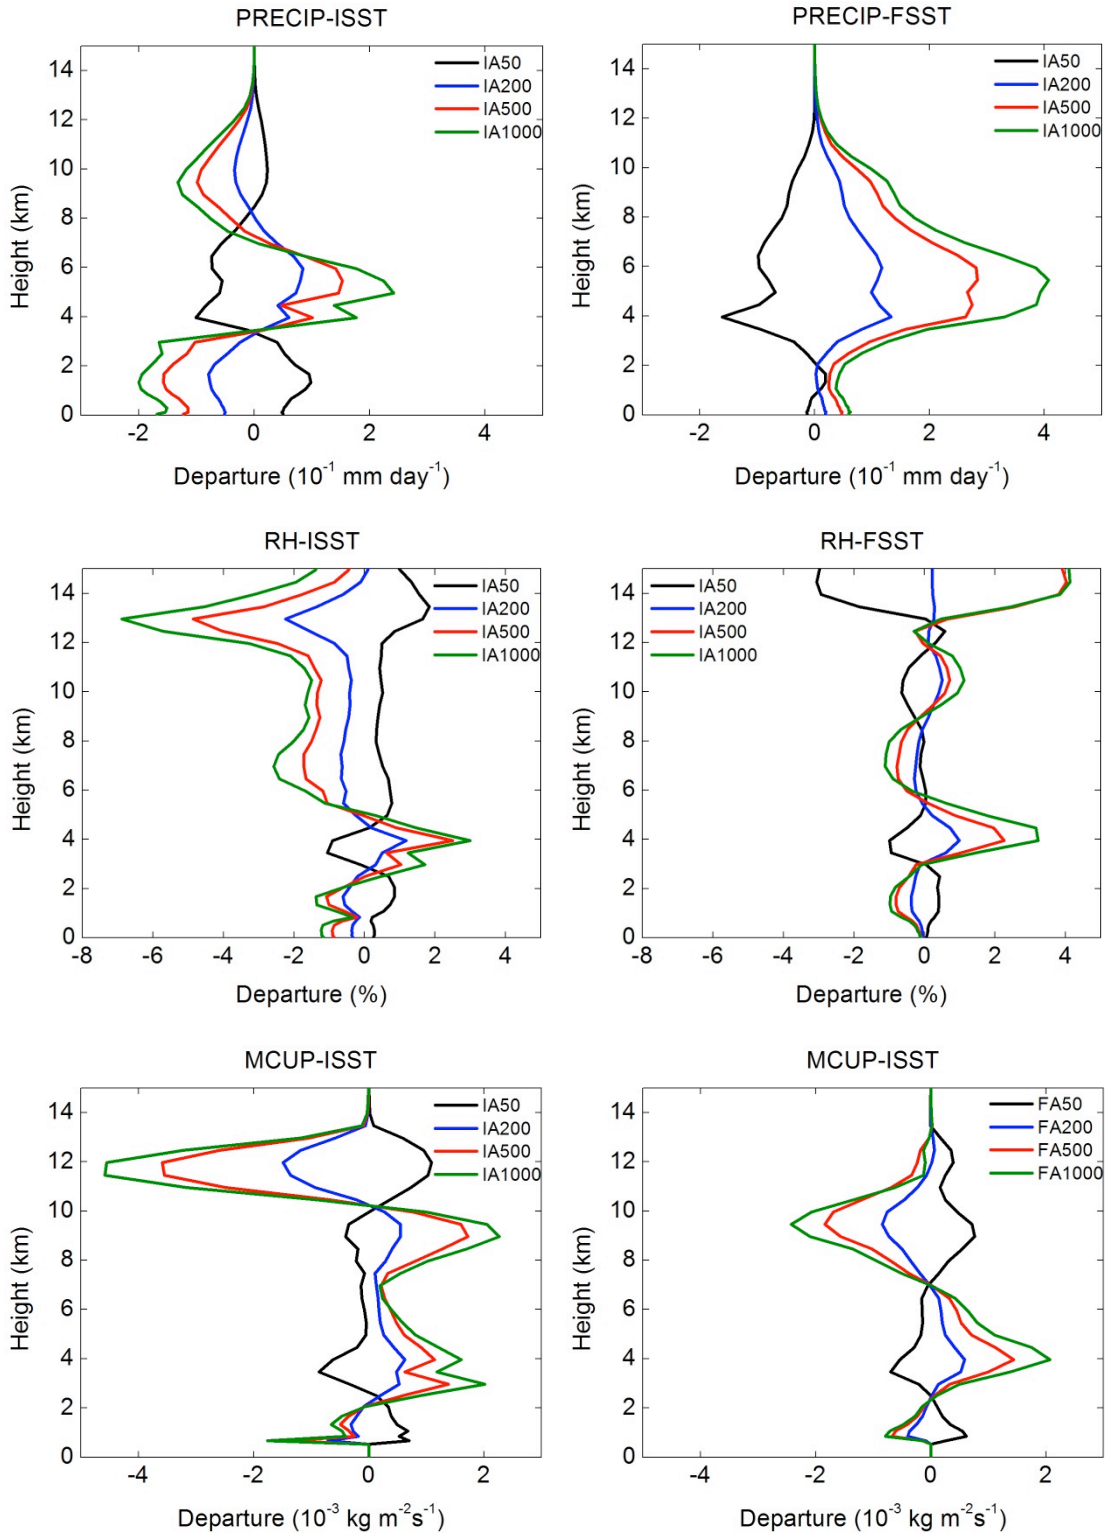 PRECIP-ISST
PRECIP-FSST
14
12
10
8
6
4
2
0
Height (km)
IA50
IA200
IA500
IA1000
-2
0
2
4
Departure (10⁻¹ mm day⁻¹)
14
12
10
8
6
4
2
0
Height (km)
IA50
IA200
IA500
IA1000
-2
0
2
4
Departure (10⁻¹ mm day⁻¹)
RH-ISST
RH-FSST
14
12
10
8
6
4
2
0
Height (km)
IA50
IA200
IA500
IA1000
-8
-6
-4
-2
0
2
4
Departure (%)
14
12
10
8
6
4
2
0
Height (km)
IA50
IA200
IA500
IA1000
-8
-6
-4
-2
0
2
4
Departure (%)
MCUP-ISST
MCUP-ISST
14
12
10
8
6
4
2
0
Height (km)
IA50
IA200
IA500
IA1000
-4
-2
0
2
Departure (10⁻³ kg m⁻²s⁻¹)
14
12
10
8
6
4
2
0
Height (km)
FA50
FA200
FA500
FA1000
-4
-2
0
2
Departure (10⁻³ kg m⁻²s⁻¹)